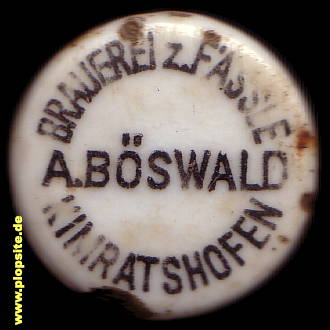 BRAUEREI z. FÄSSLE
A. BÖSWALD
KIMRATSHOFEN
www.plopsite.de